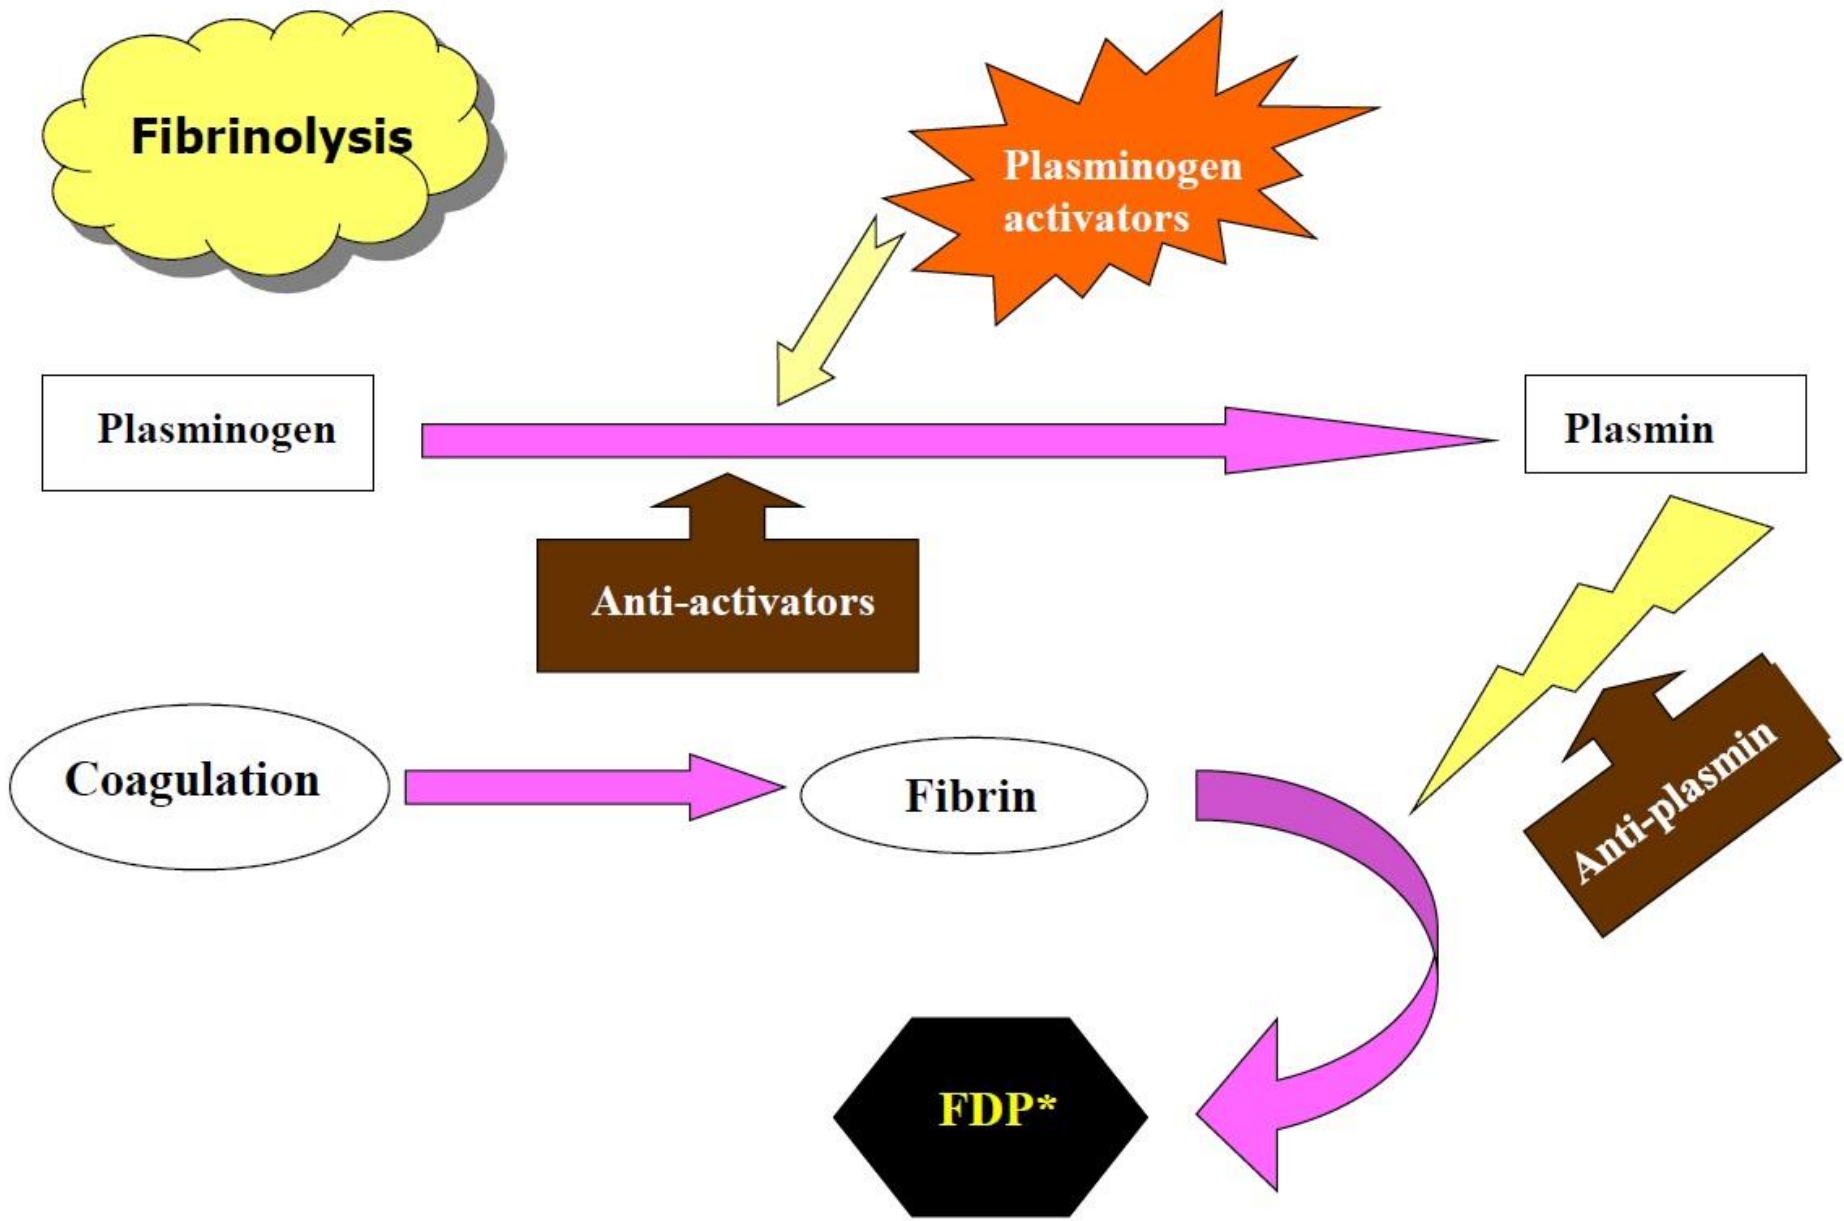 Fibrinolysis
Plasminogen
activators
Plasminogen
Plasmin
Anti-activators
Coagulation
Fibrin
Anti-plasmin
FDP*